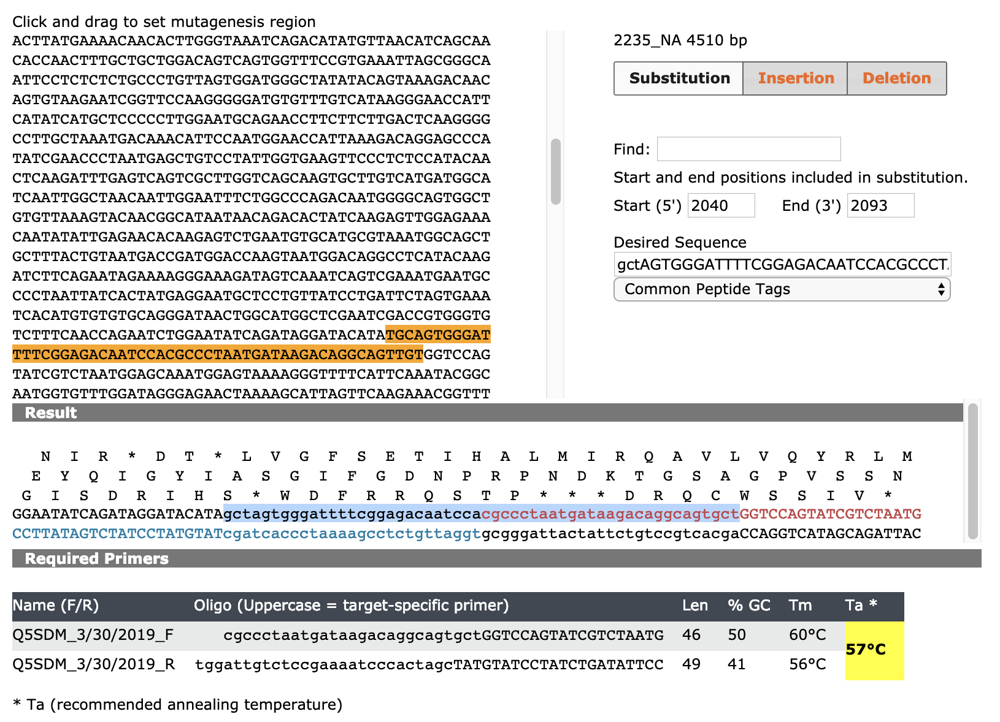 Click and drag to set mutagenesis region
ACTTATGAAAACAACACTTGGGTAAATCAGACATATGTTAACATCAGCAA
CACCAACTTTGCTGCTGGACAGTCAGTGGTTTCCGTGAAATTAGCGGGCA
ATTCCTCTCTCTGCCCTGTTAGTGGATGGGCTATATACAGTAAAGACAAC
AGTGTAAGAATCGGTTCCAAGGGGGATGTGTTTGTCATAAGGGAACCATT
CATATCATGCTCCCCCTTGGAATGCAGAACCTTCTTCTTGACTCAAGGGG
CCTTGCTAAATGACAAACATTCCAATGGAACCATTAAAGACAGGAGCCCA
TATCGAACCCTAATGAGCTGTCCTATTGGTGAAGTTCCCTCTCCATACAA
CTCAAGATTTGAGTCAGTCGCTTGGTCAGCAAGTGCTTGTCATGATGGCA
TCAATTGGCTAACAATTGGAATTTCTGGCCCAGACAATGGGGCAGTGGCT
GTGTTAAAGTACAACGGCATAATAACAGACACTATCAAGAGTTGGAGAAA
CAATATATTGAGAACACAAGAGTCTGAATGTGCATGCGTAAATGGCAGCT
GCTTTACTGTAATGACCGATGGACCAAGTAATGGACAGGCCTCATACAAG
ATCTTCAGAATAGAAAAGGGAAAGATAGTCAAATCAGTCGAAATGAATGC
CCCTAATTATCACTATGAGGAATGCTCCTGTTATCCTGATTCTAGTGAAA
TCACATGTGTGTGCAGGGATAACTGGCATGGCTCGAATCGACCGTGGGTG
TCTTTCAACCAGAATCTGGAATATCAGATAGGATACATATGCAGTGGGAT
TTTCGGAGACAATCCACGCCCTAATGATAAGACAGGCAGTTGTGGTCCAG
TATCGTCTAATGGAGCAAATGGAGTAAAAGGGTTTTCATTCAAATACGGC
AATGGTGTTTGGATAGGGAGAACTAAAAGCATTAGTTCAAGAAACGGTTT
2235_NA 4510 bp
Substitution Insertion Deletion
Find:
Start and end positions included in substitution.
Start (5') 2040 End (3') 2093
Desired Sequence
gctAGTGGGATTTTCGGAGACAATCCACGCCCT
Common Peptide Tags
Result
N I R * D T * L V G F S E T I H A L M I R Q A V L V Q Y R L M
E Y Q I G Y I A S G I F G D N P R P N D K T G S A G P V S S N
G I S D R I H S * W D F R R Q S T P * * * D R Q C W S S I V *
GGAATATCAGATAGGATACATAgctagtgggattttcggagacaatccacgccctaatgataagacaggcagtgctGGTCCAGTATCGTCTAATG
CCTTATAGTCTATCCTATGTATcgatcaccctaaaagcctctgttaggtgcgggattactattctgtccgtcacgaCCAGGTCATAGCAGATTAC
Required Primers
Name (F/R) Oligo (Uppercase = target-specific primer) Len % GC Tm Ta *
Q5SDM_3/30/2019_F cgccctaatgataagacaggcagtgctGGTCCAGTATCGTCTAATG 46 50 60°C
57°C
Q5SDM_3/30/2019_R tggattgtctccgaaaatcccactagcTATGTATCCTATCTGATATTCC 49 41 56°C
* Ta (recommended annealing temperature)